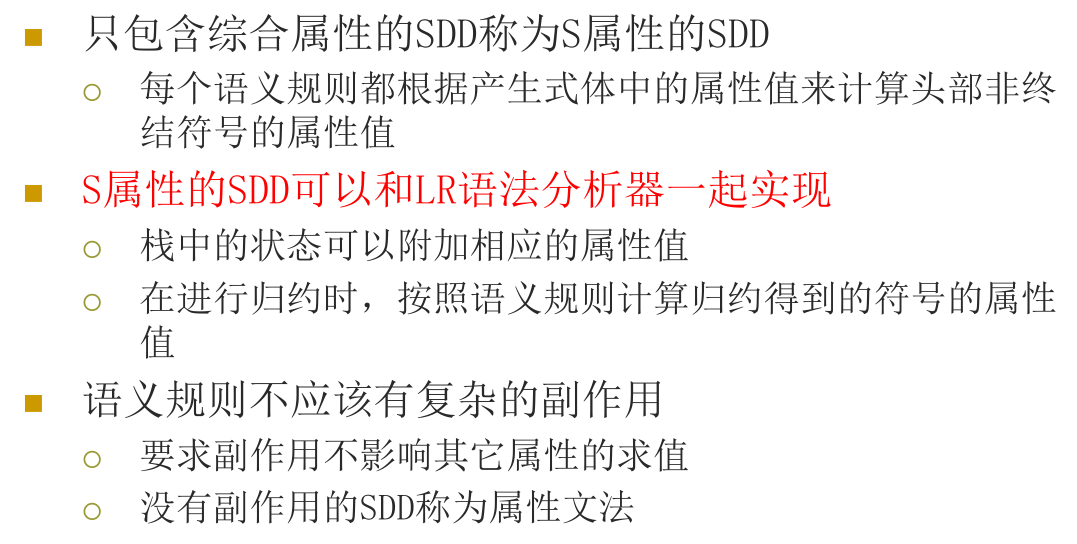 只包含综合属性的SDD称为S属性的SDD
每个语义规则都根据产生式体中的属性值来计算头部非终
结符号的属性值
S属性的SDD可以和LR语法分析器一起实现
栈中的状态可以附加相应的属性值
在进行归约时，按照语义规则计算归约得到的符号的属性
值
语义规则不应该有复杂的副作用
要求副作用不影响其它属性的求值
没有副作用的SDD称为属性文法